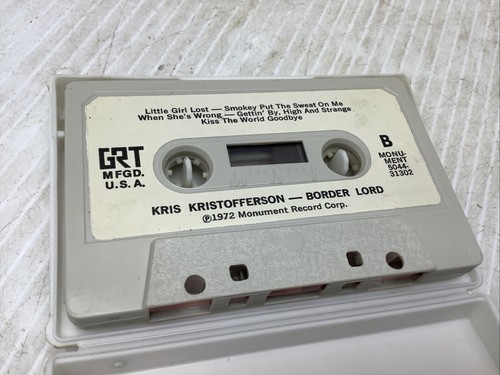 Little Girl Lost — Smokey Put The Sweat On Me
When She's Wrong — Gettin' By, High And Strange
Kiss The World Goodbye
GRT
MFGD.
U.S.A.
B
MONU-
MENT
5044-
31302
KRIS KRISTOFFERSON — BORDER LORD
Ⓟ1972 Monument Record Corp.